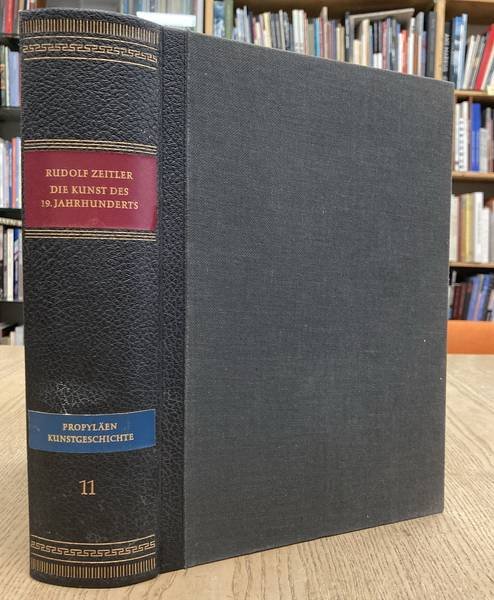 RUDOLF ZEITLER
DIE KUNST DES
19. JAHRHUNDERTS
PROPYLÄEN
KUNSTGESCHICHTE
11